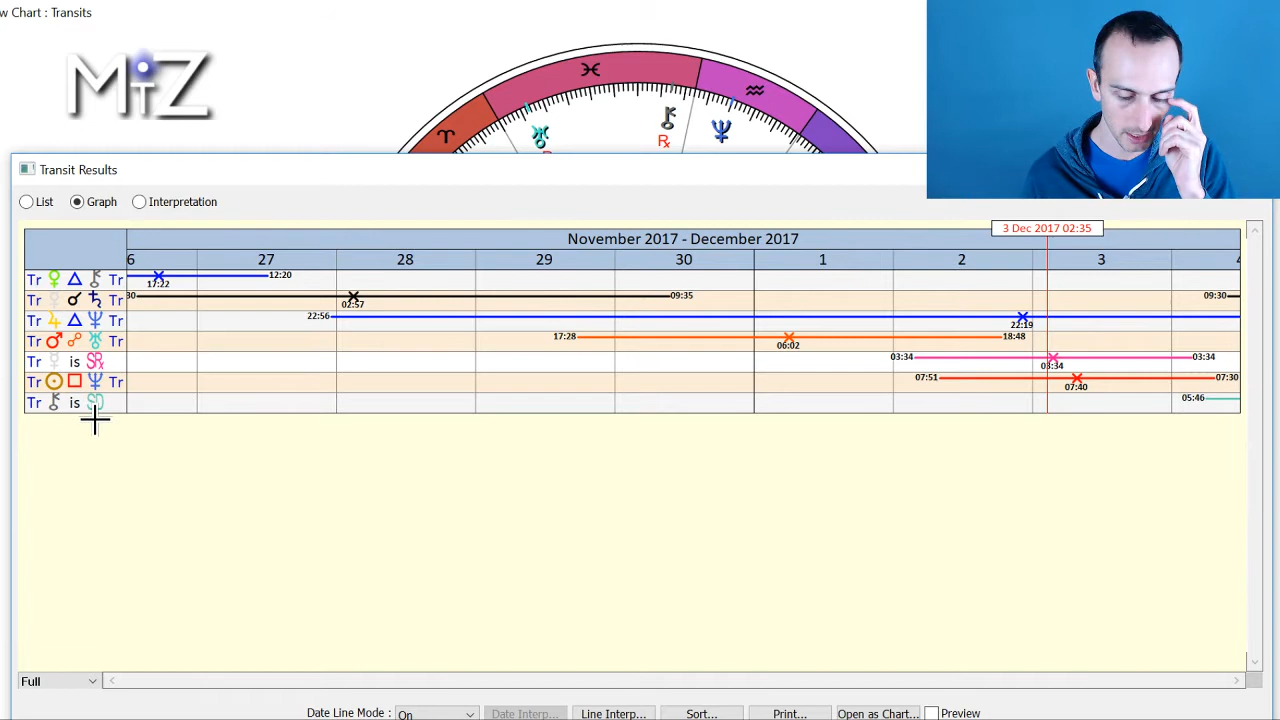 w Chart : Transits
MTZ
Transit Results
List Graph Interpretation
3 Dec 2017 02:35
November 2017 - December 2017
6 27 28 29 30 1 2 3 4
Tr Tr 17:22 12:20
Tr Tr 30 02:57 09:35 09:30
Tr Tr 22:56 22:19
Tr Tr 17:28 06:02 18:48
Tr is SR 03:34 03:34 03:34
Tr Tr 07:51 07:40 07:30
Tr is SD 05:46
Full
Date Line Mode : On Date Interp... Line Interp... Sort... Print... Open as Chart... Preview